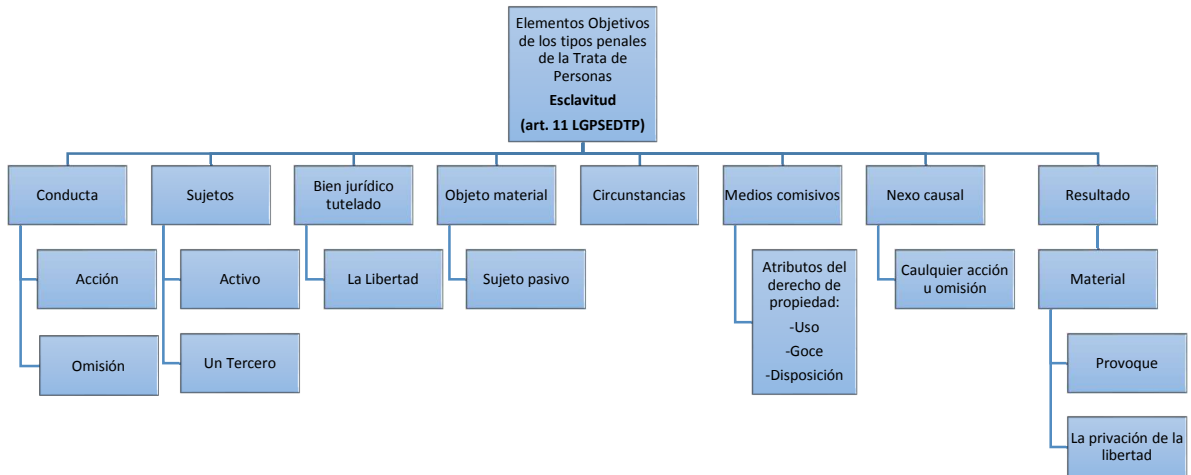 Elementos Objetivos
de los tipos penales
de la Trata de
Personas
Esclavitud
(art. 11 LGPSEDTP)
Conducta
Sujetos
Bien jurídico
tutelado
Objeto material
Circunstancias
Medios comisivos
Nexo causal
Resultado
Acción
Activo
La Libertad
Sujeto pasivo
Atributos del
derecho de
propiedad:
-Uso
-Goce
-Disposición
Caulquier acción
u omisión
Material
Omisión
Un Tercero
Provoque
La privación de la
libertad